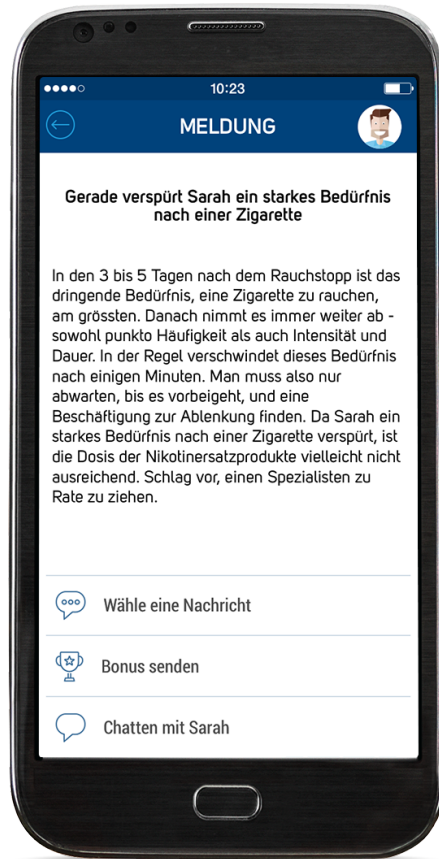 10:23
MELDUNG
Gerade verspürt Sarah ein starkes Bedürfnis
nach einer Zigarette
In den 3 bis 5 Tagen nach dem Rauchstopp ist das
dringende Bedürfnis, eine Zigarette zu rauchen,
am grössten. Danach nimmt es immer weiter ab -
sowohl punkto Häufigkeit als auch Intensität und
Dauer. In der Regel verschwindet dieses Bedürfnis
nach einigen Minuten. Man muss also nur
abwarten, bis es vorbeigeht, und eine
Beschäftigung zur Ablenkung finden. Da Sarah ein
starkes Bedürfnis nach einer Zigarette verspürt, ist
die Dosis der Nikotinersatzprodukte vielleicht nicht
ausreichend. Schlag vor, einen Spezialisten zu
Rate zu ziehen.
Wähle eine Nachricht
Bonus senden
Chatten mit Sarah